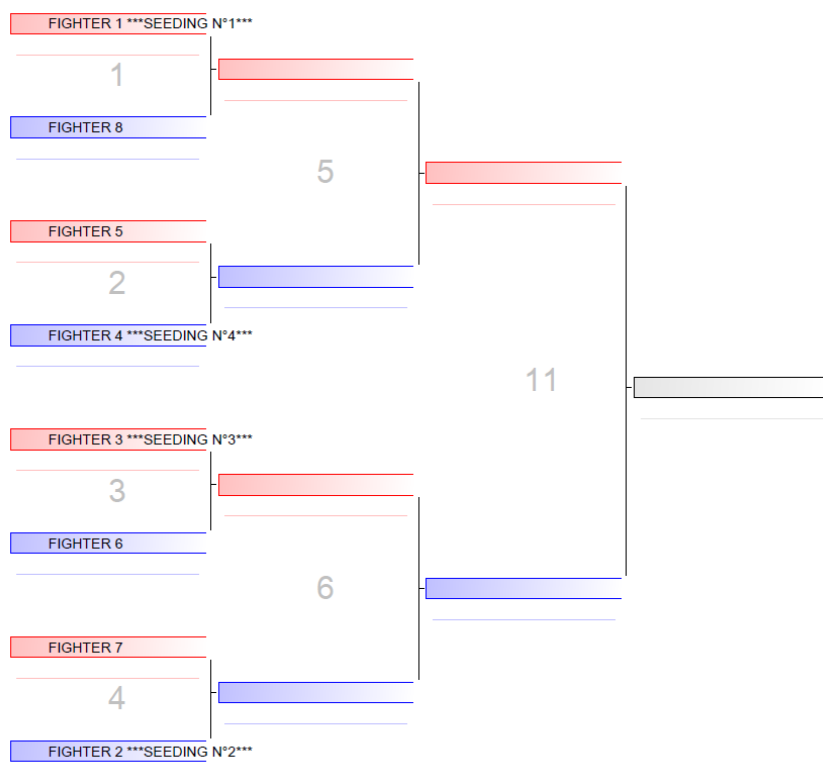 FIGHTER 1 ***SEEDING N°1***
1
FIGHTER 8
5
FIGHTER 5
2
FIGHTER 4 ***SEEDING N°4***
11
FIGHTER 3 ***SEEDING N°3***
3
FIGHTER 6
6
FIGHTER 7
4
FIGHTER 2 ***SEEDING N°2***